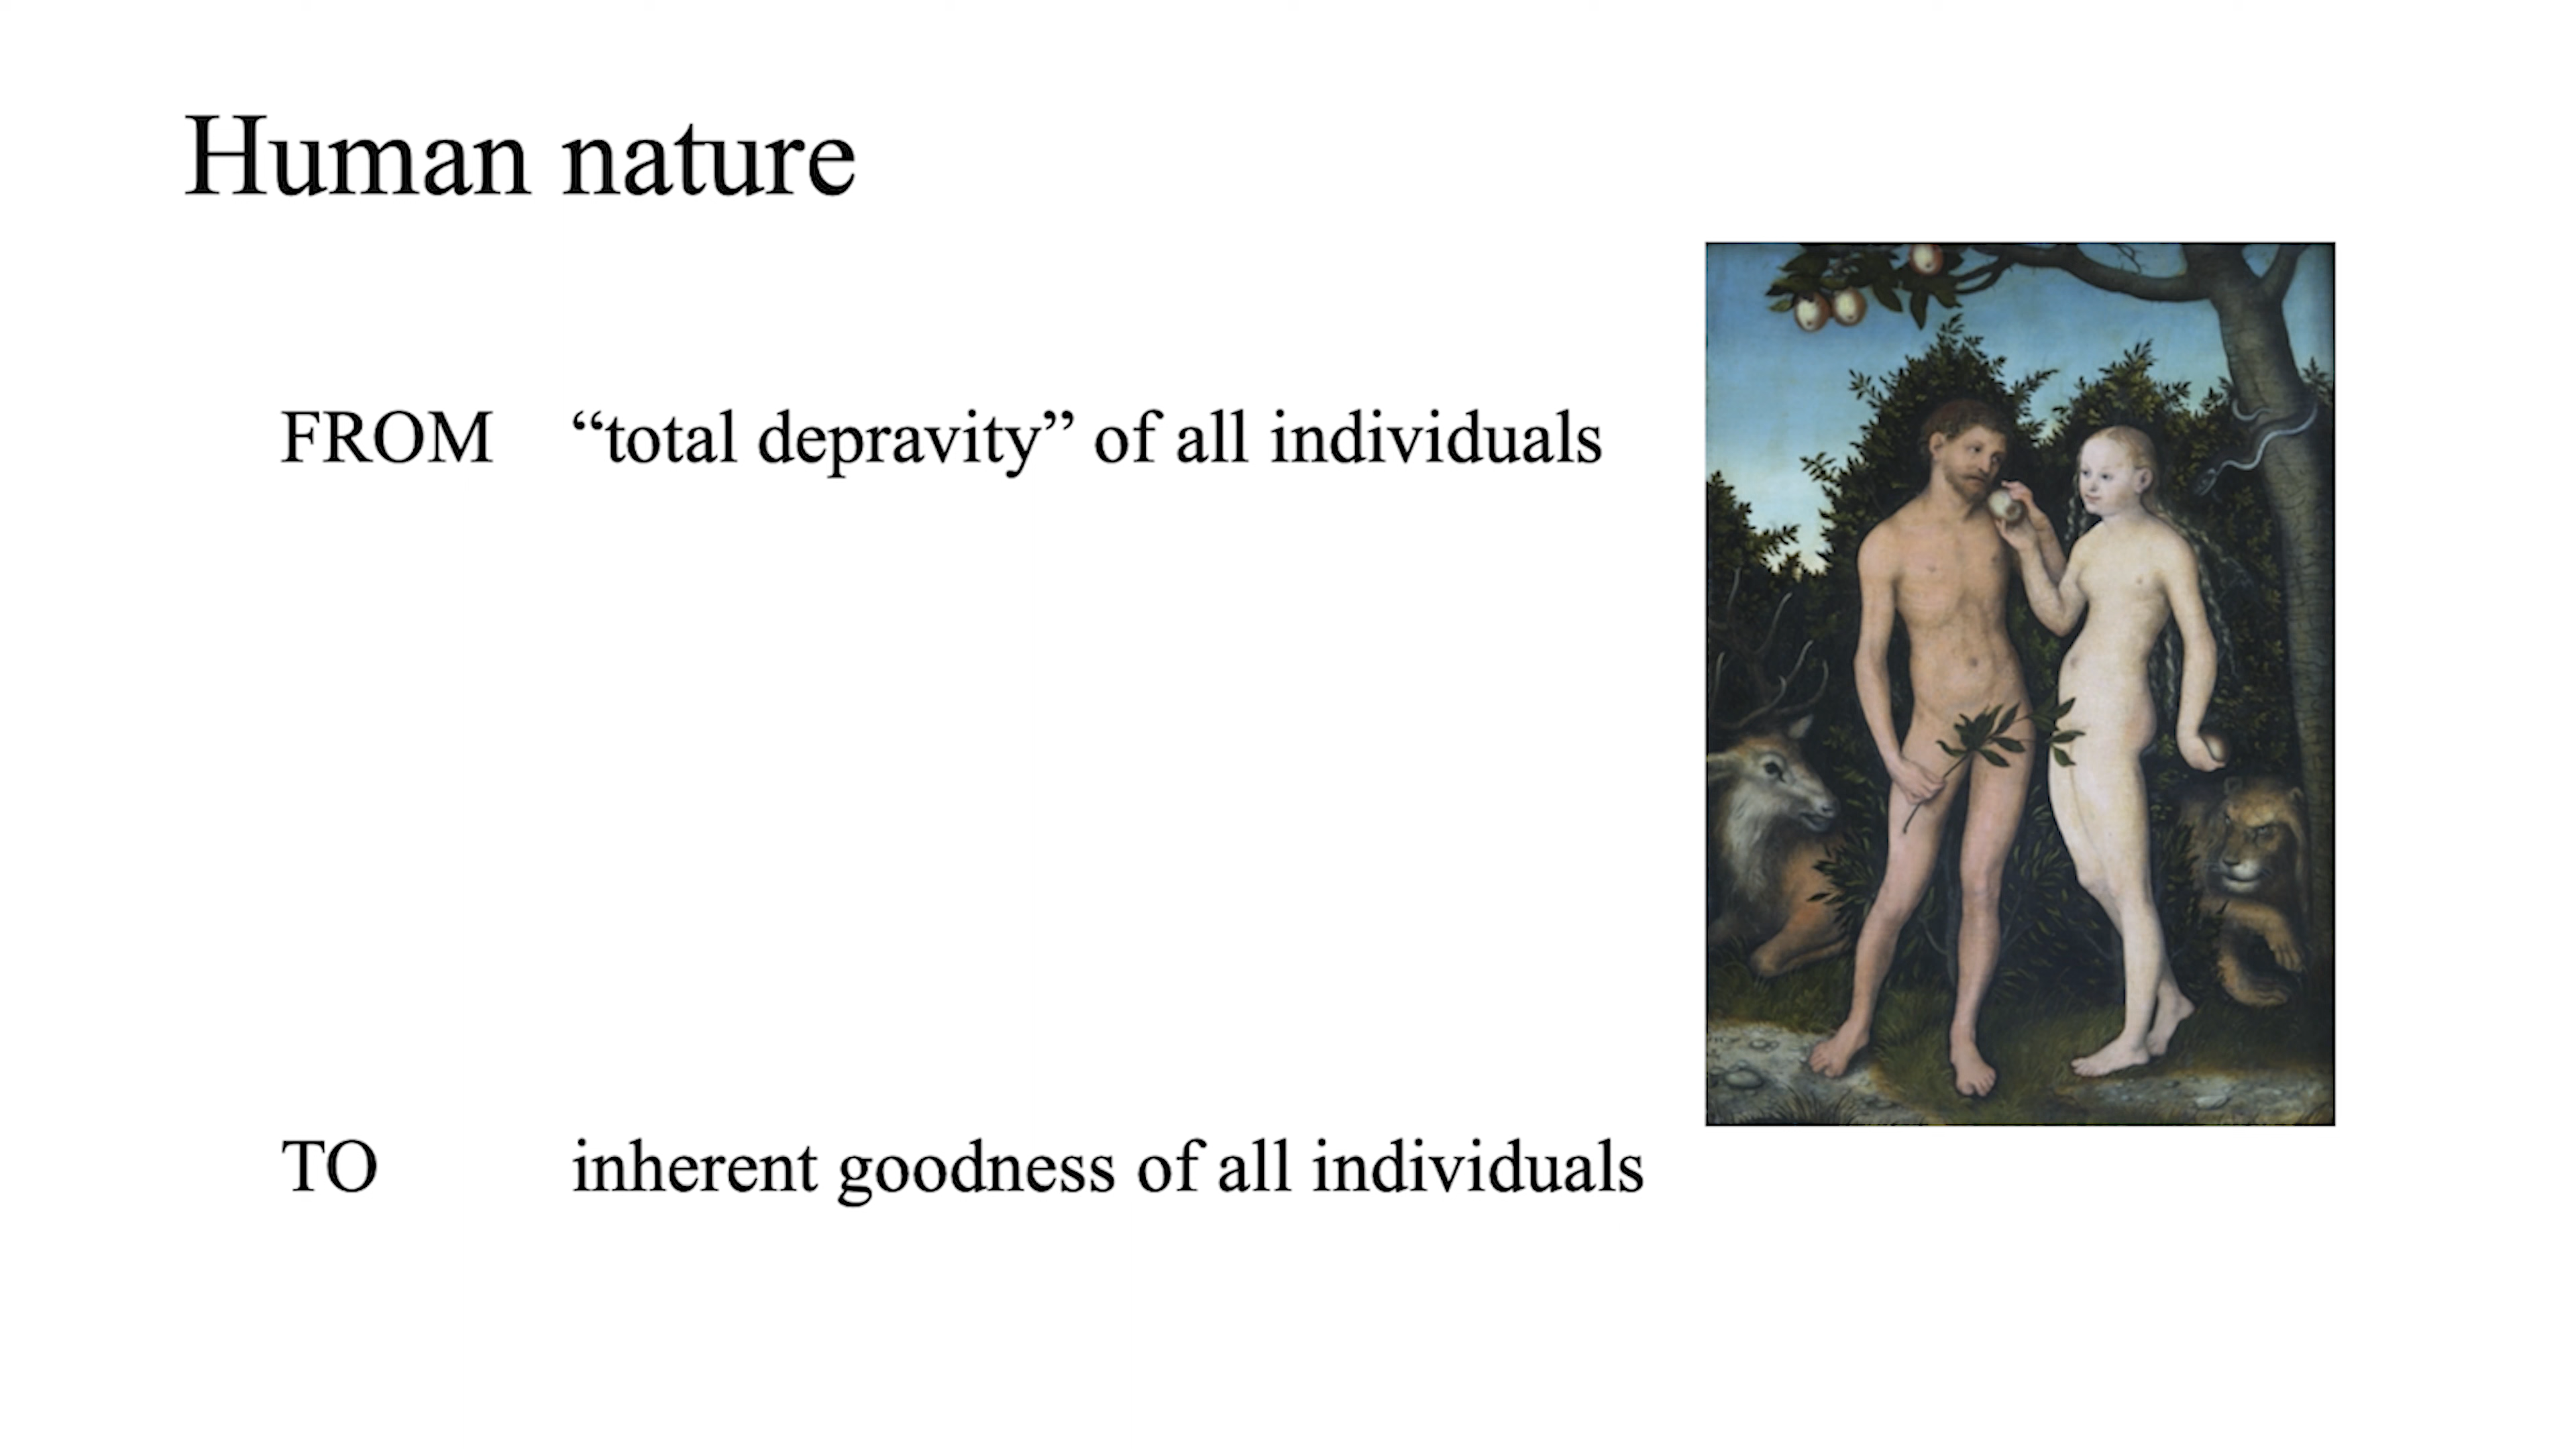 Human nature
FROM “total depravity” of all individuals
TO inherent goodness of all individuals